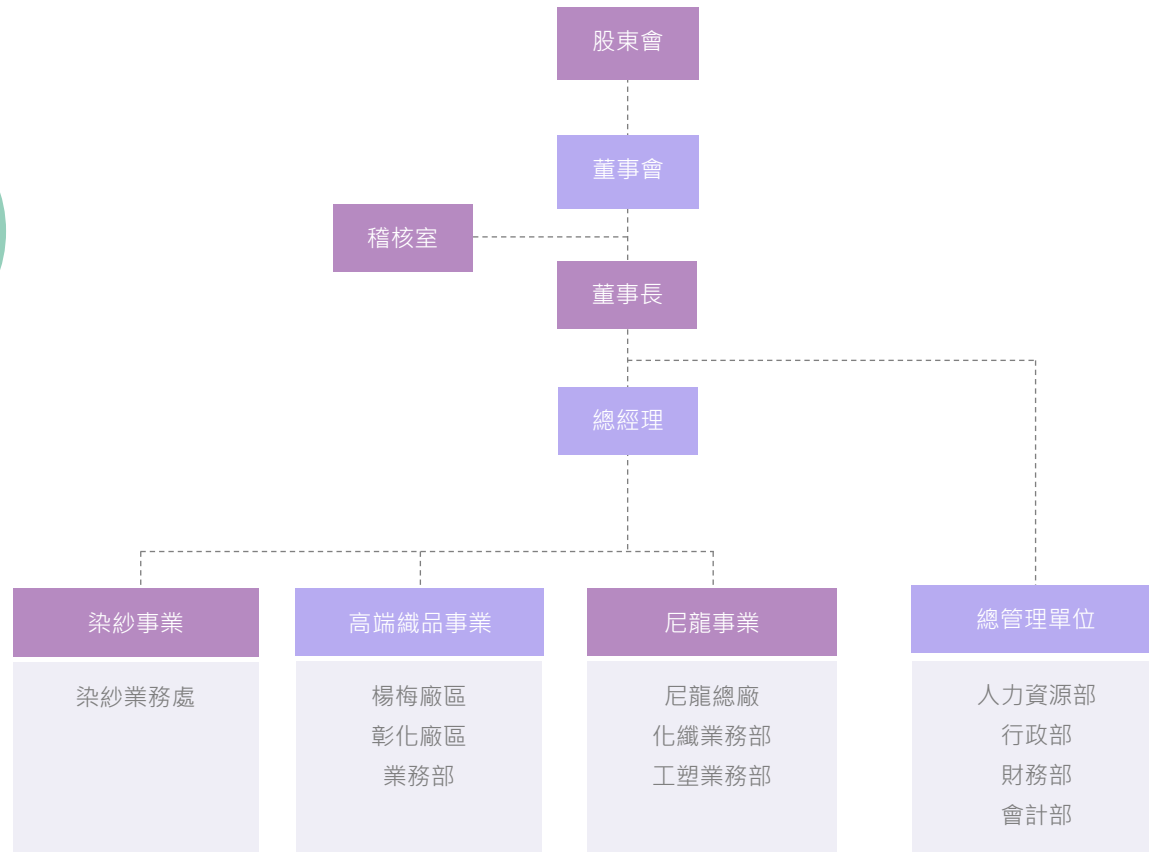 股東會
董事會
稽核室
董事長
總經理
染紗事業
染紗業務處
高端織品事業
楊梅廠區
彰化廠區
業務部
尼龍事業
尼龍總廠
化纖業務部
工塑業務部
總管理單位
人力資源部
行政部
財務部
會計部